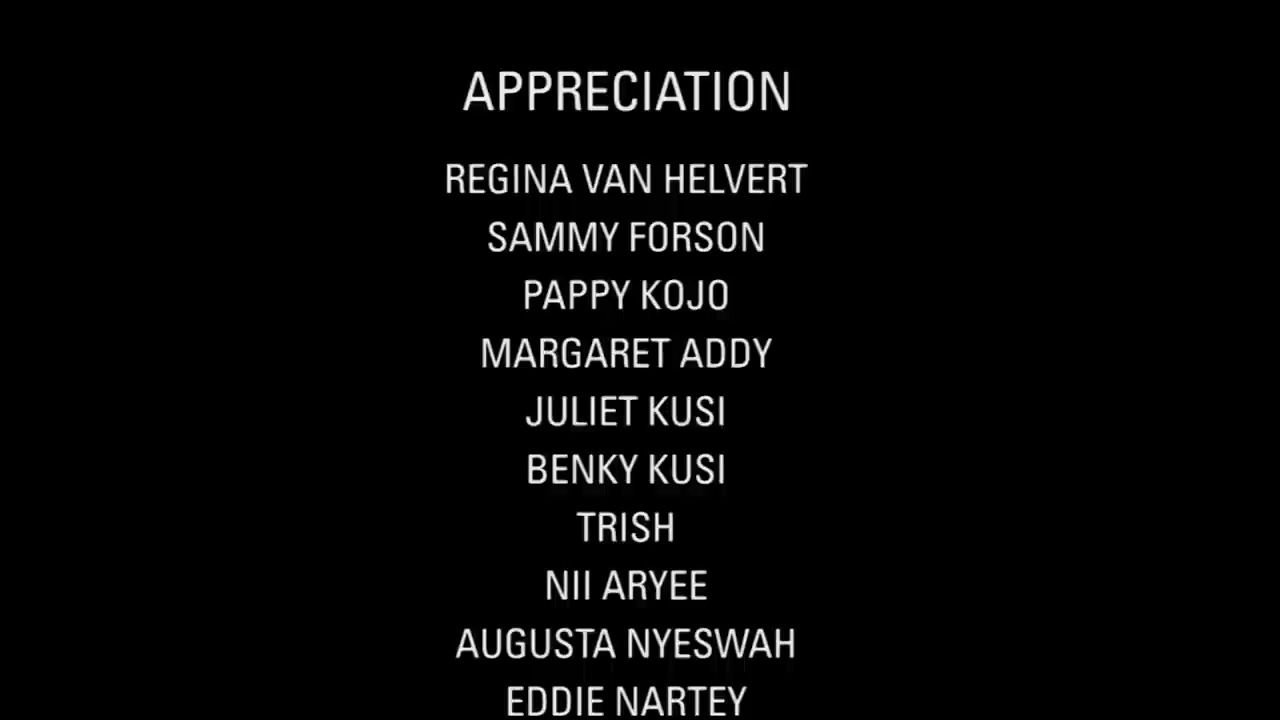 APPRECIATION
REGINA VAN HELVERT
SAMMY FORSON
PAPPY KOJO
MARGARET ADDY
JULIET KUSI
BENKY KUSI
TRISH
NII ARYEE
AUGUSTA NYESWAH
EDDIE NARTEY